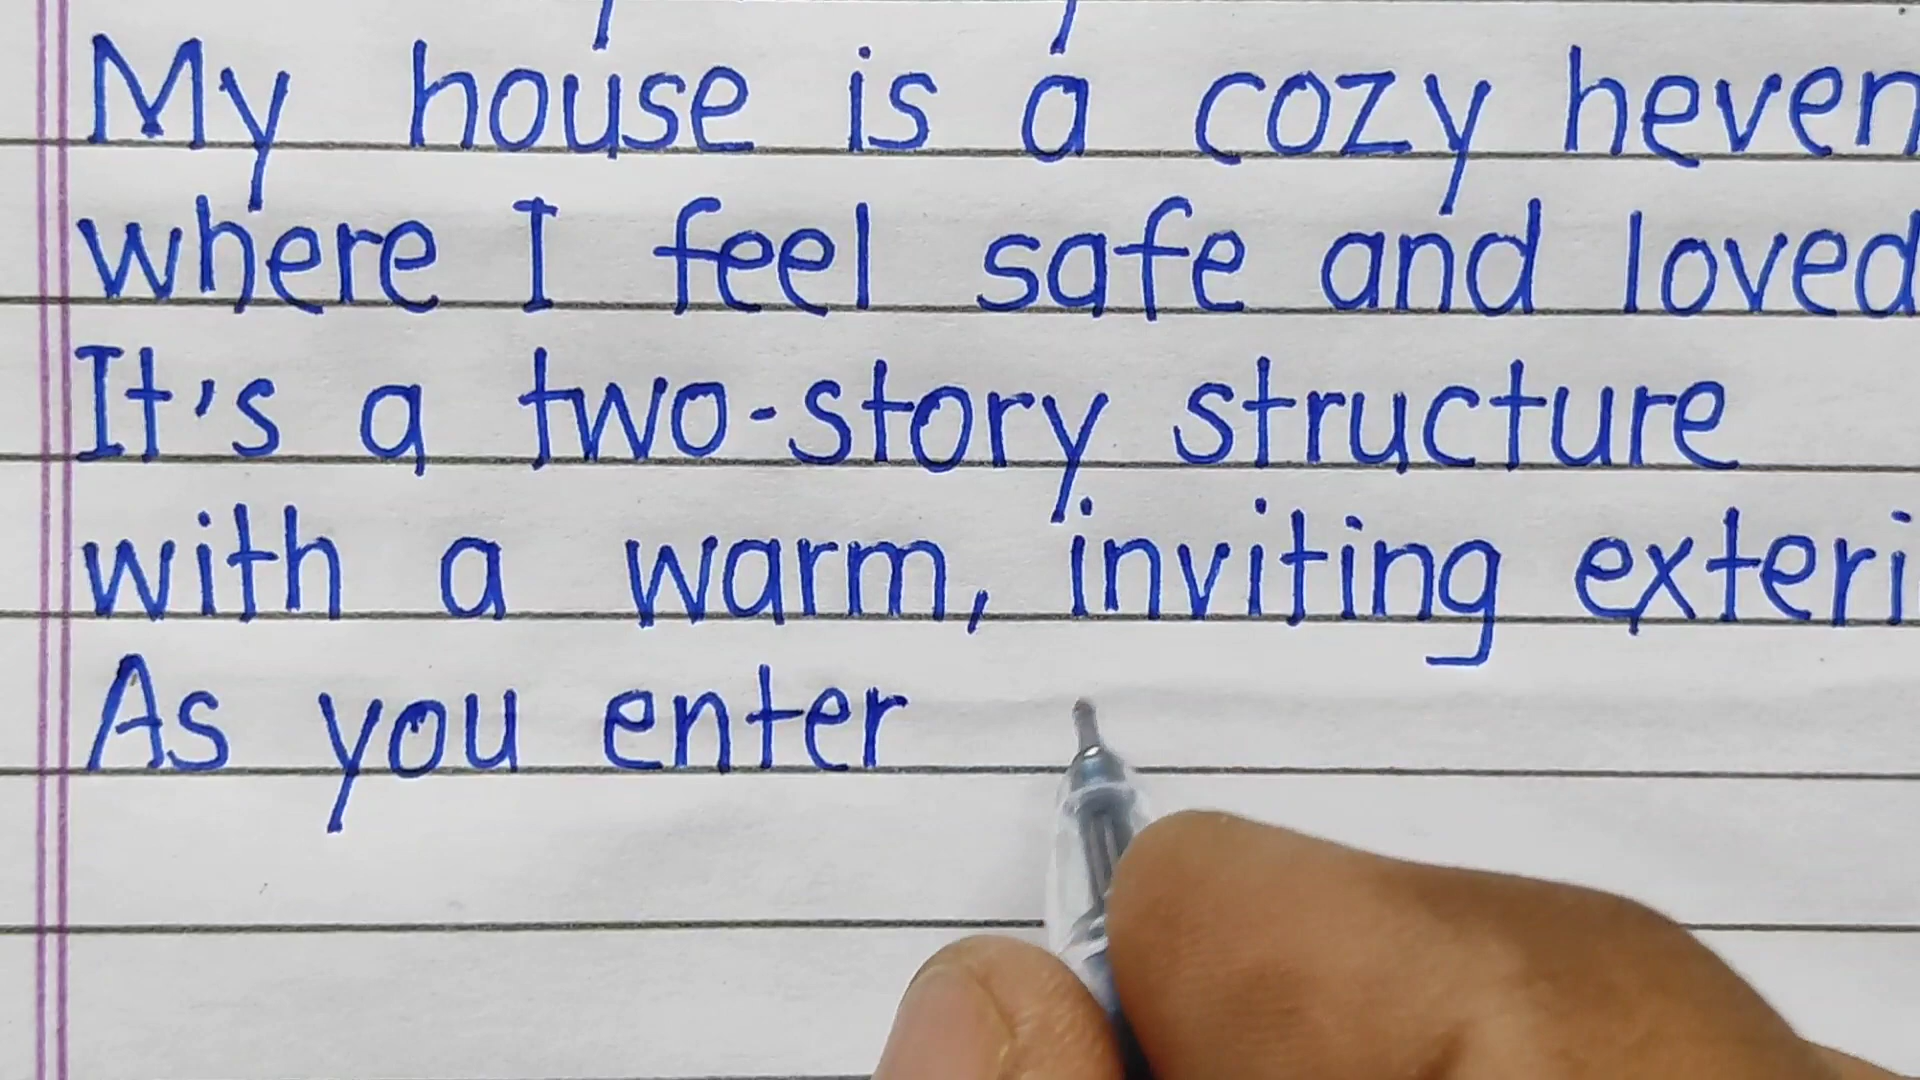 My house is a cozy heven
where I feel safe and loved
It's a two-story structure
with a warm, inviting exteri
As you enter